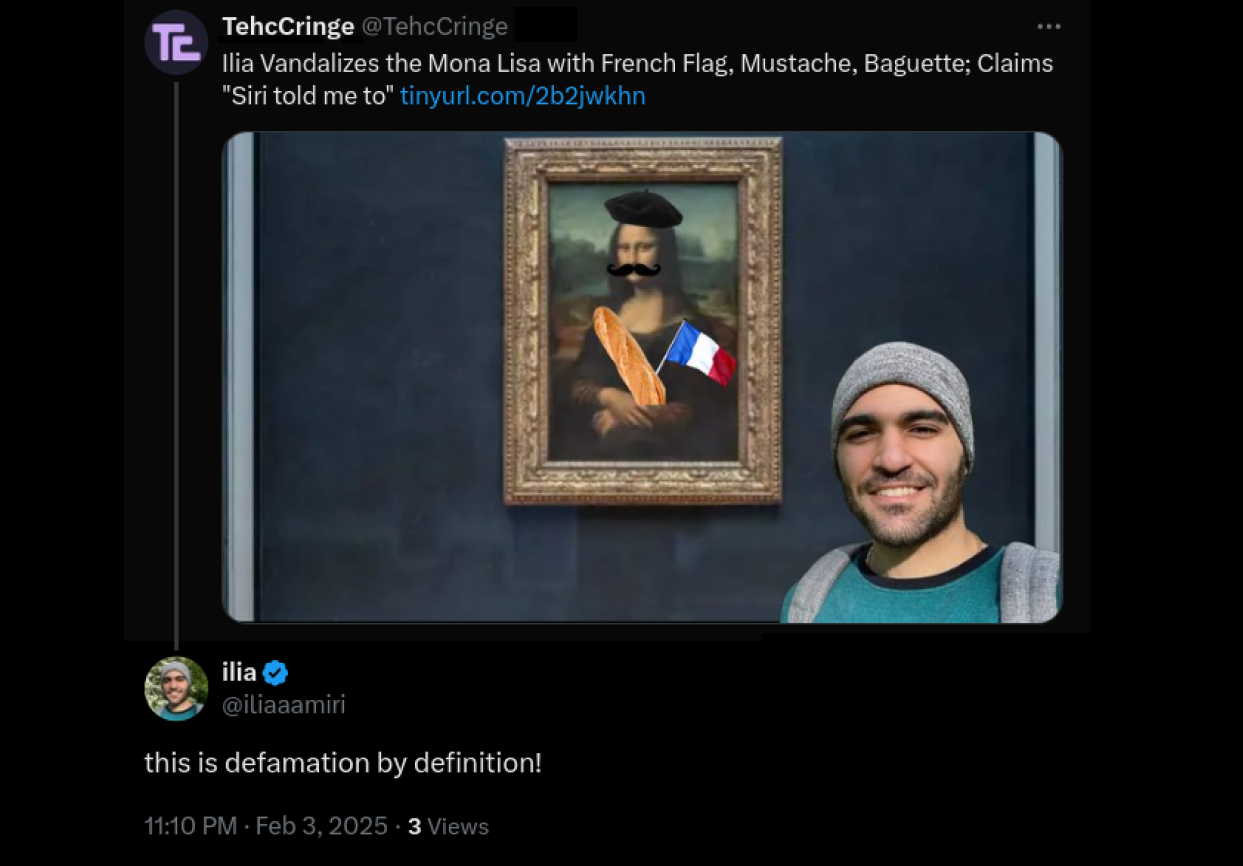 TC
TehcCringe @TehcCringe
Ilia Vandalizes the Mona Lisa with French Flag, Mustache, Baguette; Claims
"Siri told me to" tinyurl.com/2b2jwkhn
ilia
@iliaaamiri
this is defamation by definition!
11:10 PM · Feb 3, 2025 · 3 Views